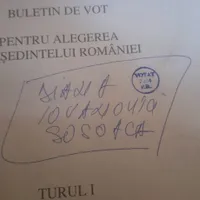 BULETIN DE VOT
PENTRU ALEGEREA
ȘEDINTELUI ROMÂNIEI
DIANA
IOVANOVICI
ȘOȘOACA
VOTAT
TURUL I